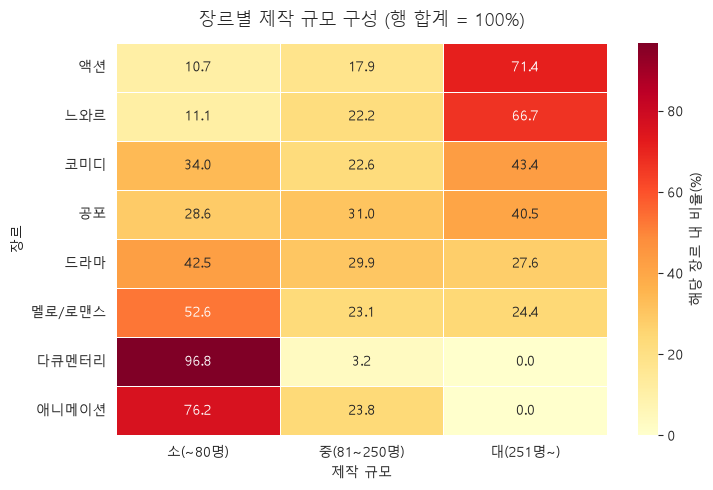 장르별 제작 규모 구성 (행 합계 = 100%)
장르
액션 10.7 17.9 71.4
느와르 11.1 22.2 66.7
코미디 34.0 22.6 43.4
공포 28.6 31.0 40.5
드라마 42.5 29.9 27.6
멜로/로맨스 52.6 23.1 24.4
다큐멘터리 96.8 3.2 0.0
애니메이션 76.2 23.8 0.0
소(~80명) 중(81~250명) 대(251명~)
제작 규모
80
60
40
20
0
해당 장르 내 비율(%)